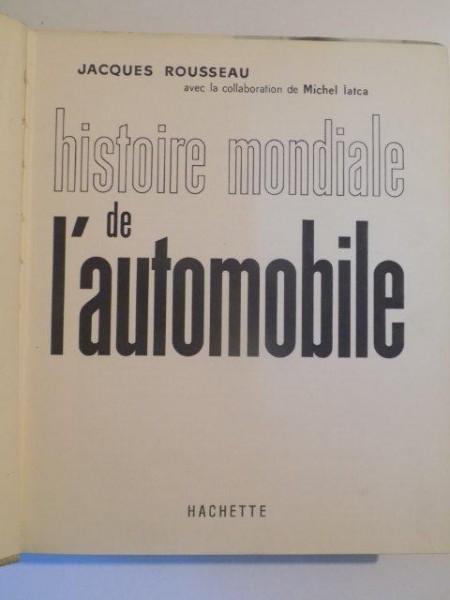 JACQUES ROUSSEAU
avec la collaboration de Michel Iatca
histoire mondiale
de
l'automobile
HACHETTE